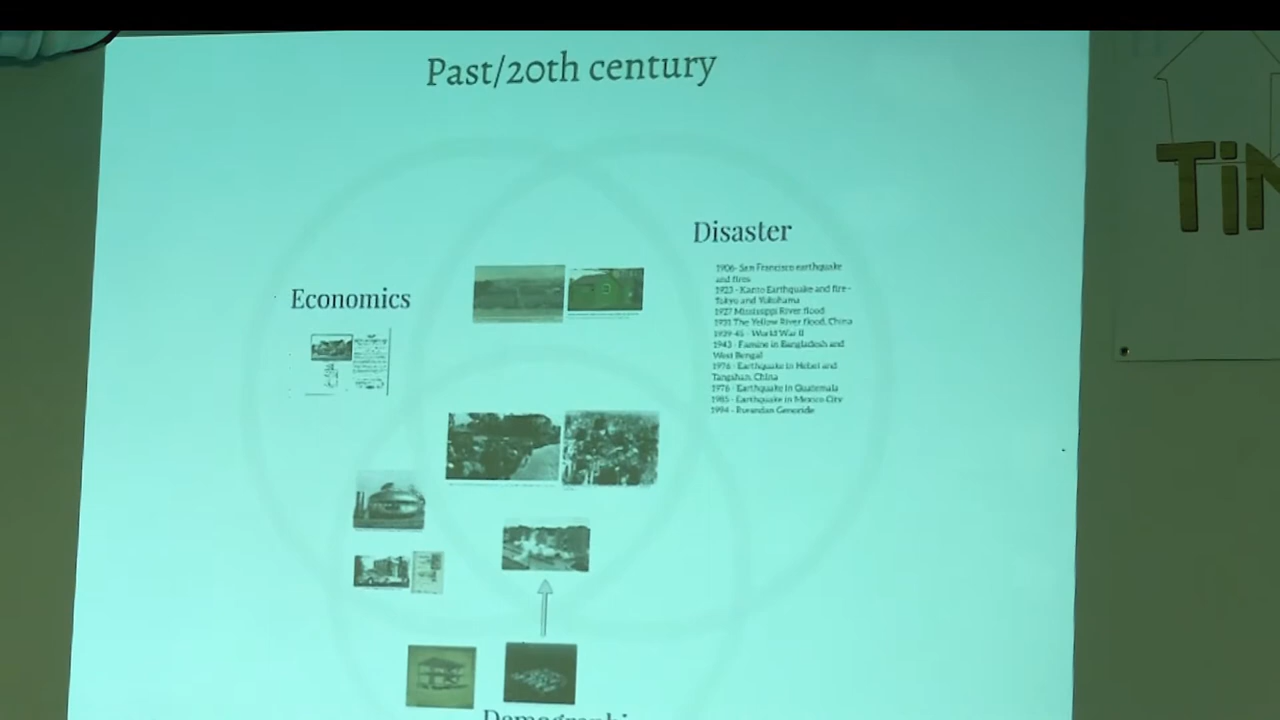 Past/20th century
TiN
Disaster
1906- San Francisco earthquake
and fires
1923 - Kanto Earthquake and fire -
Tokyo and Yokohama
1927 Mississippi River flood
1931 The Yellow River flood, China
1939-45 - World War II
1943 - Famine in Bangladesh and
West Bengal
1976 - Earthquake in Hebei and
Tangshan, China
1976 - Earthquake in Guatemala
1985 - Earthquake in Mexico City
1994 - Rwandan Genocide
Economics
Demographi